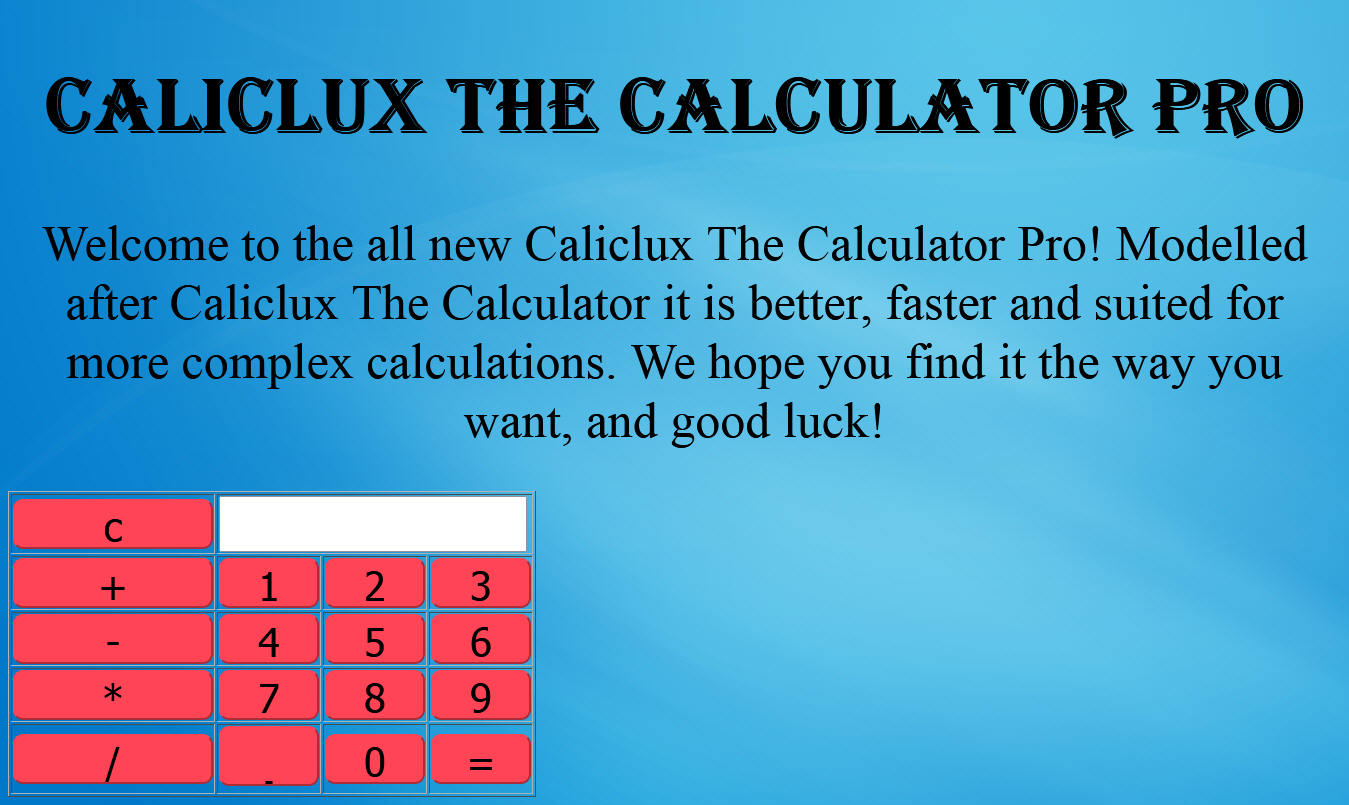 CALICLUX THE CALCULATOR PRO
Welcome to the all new Caliclux The Calculator Pro! Modelled
after Caliclux The Calculator it is better, faster and suited for
more complex calculations. We hope you find it the way you
want, and good luck!
c
+ 1 2 3
- 4 5 6
* 7 8 9
/ . 0 =